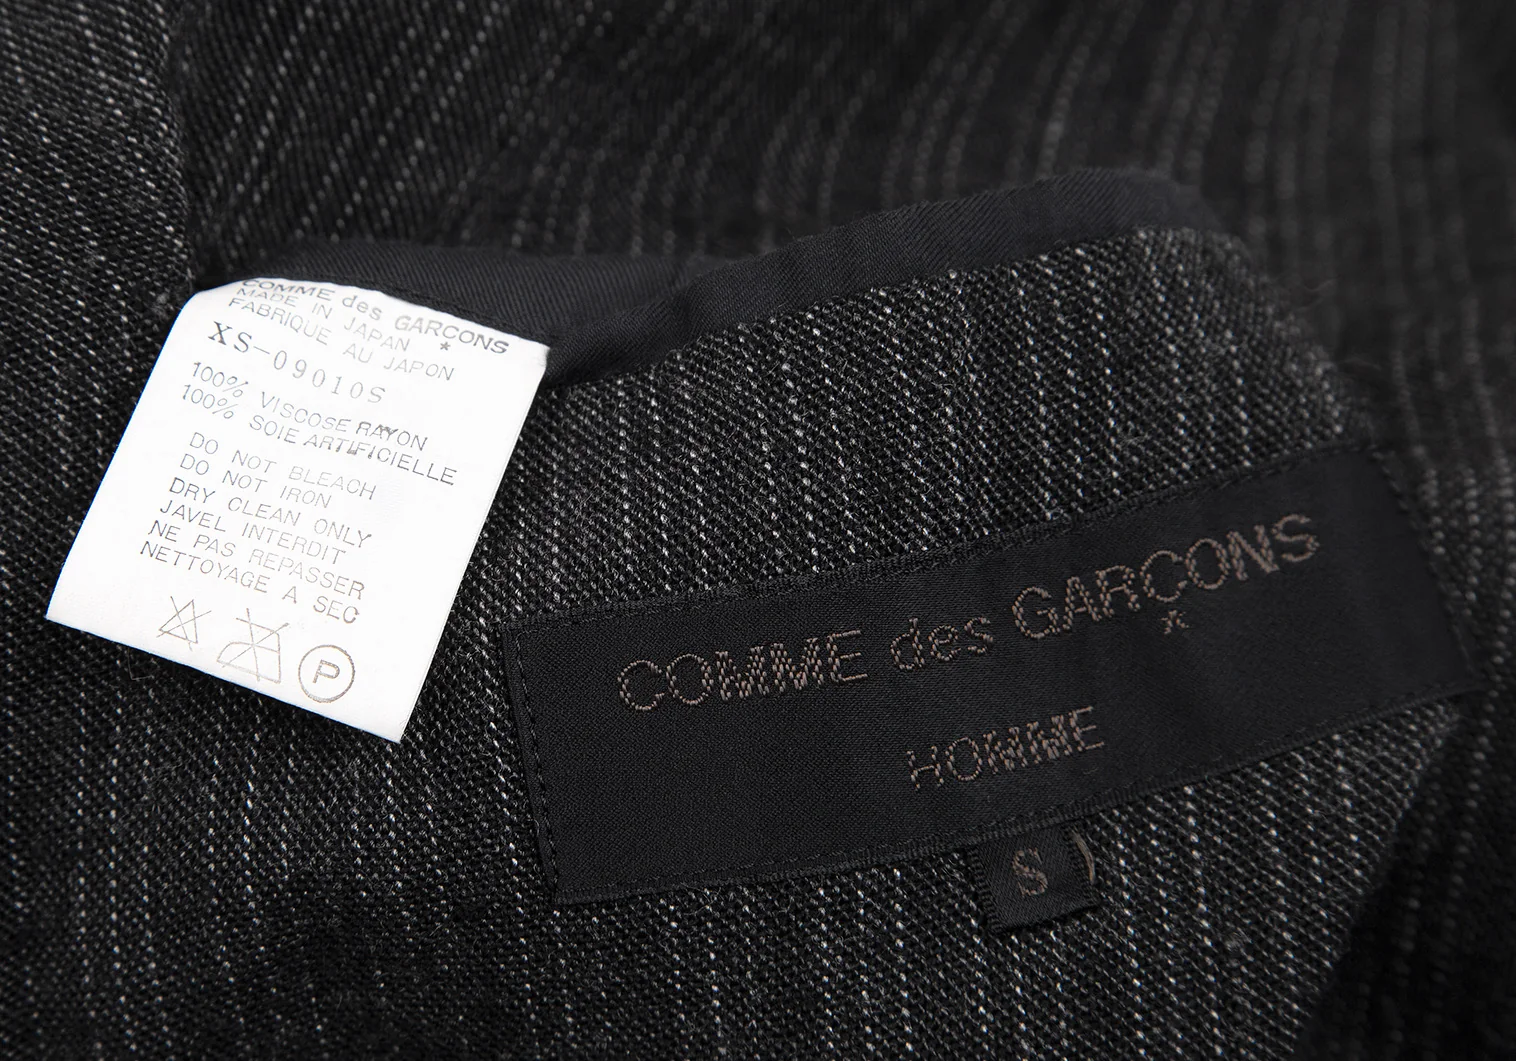 COMME des GARCONS
MADE IN JAPAN *
FABRIQUE AU JAPON
XS-09010S
100% VISCOSE RAYON
100% SOIE ARTIFICIELLE
DO NOT BLEACH
DO NOT IRON
DRY CLEAN ONLY
JAVEL INTERDIT
NE PAS REPASSER
NETTOYAGE A SEC
P
COMME des GARÇONS
HOMME
S